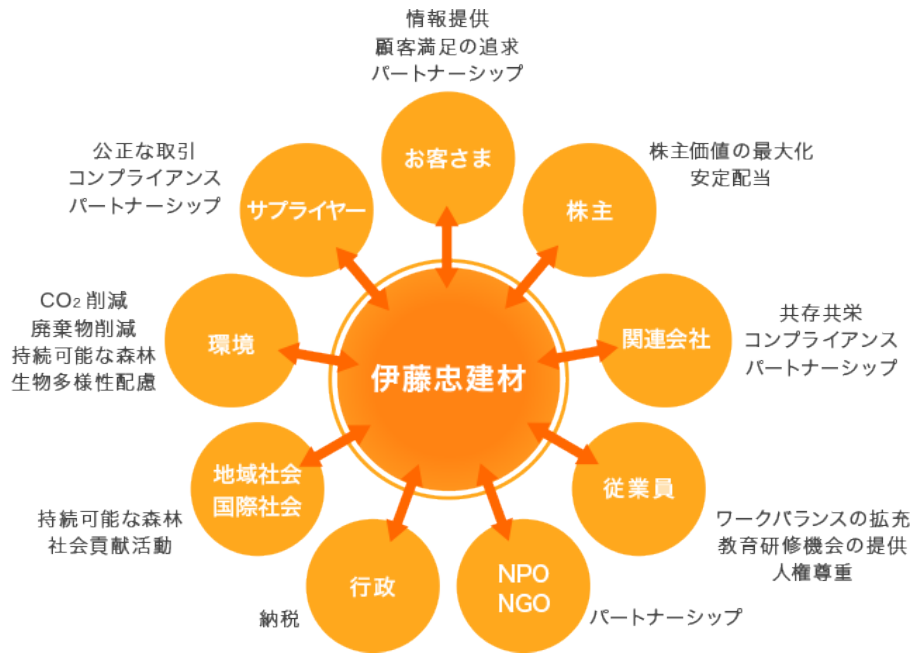 情報提供
顧客満足の追求
パートナーシップ
お客さま
株主価値の最大化
安定配当
株主
共存共栄
コンプライアンス
パートナーシップ
関連会社
ワークバランスの拡充
教育研修機会の提供
人権尊重
従業員
パートナーシップ
NPO
NGO
納税
行政
持続可能な森林
社会貢献活動
地域社会
国際社会
CO₂削減
廃棄物削減
持続可能な森林
生物多様性配慮
環境
公正な取引
コンプライアンス
パートナーシップ
サプライヤー
伊藤忠建材